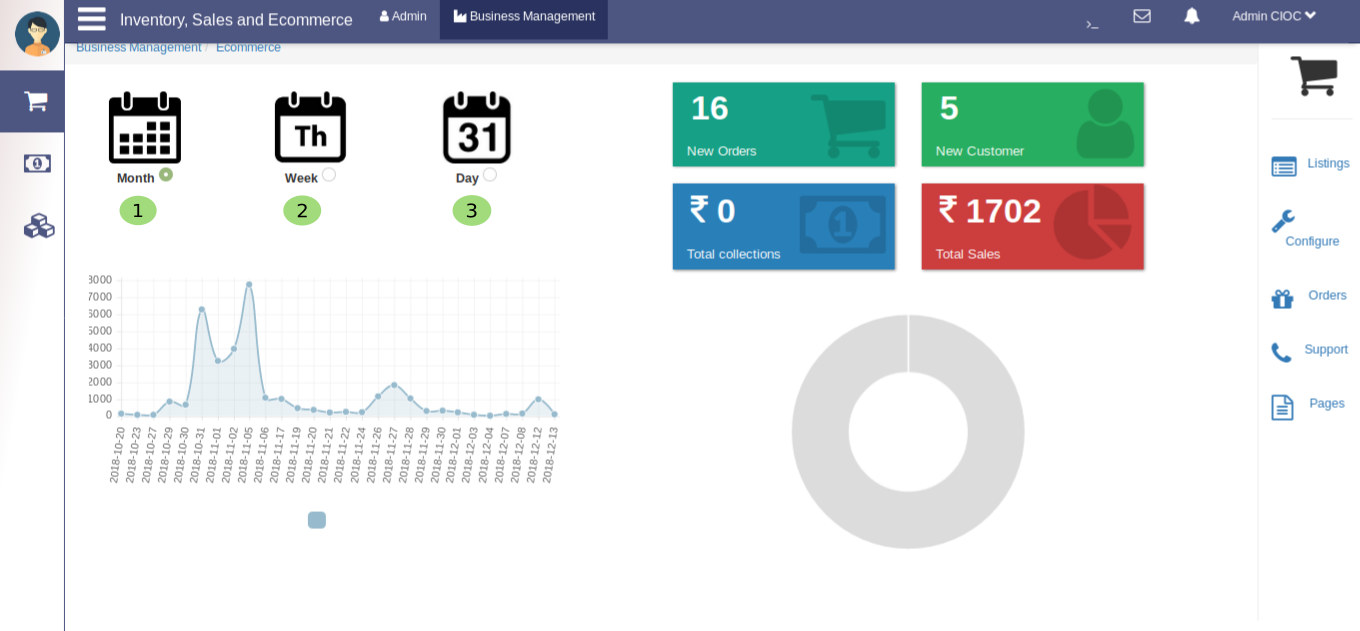 Inventory, Sales and Ecommerce
Admin
Business Management
>_
Admin CIOC
Business Management / Ecommerce
Th
31
Month
Week
Day
1
2
3
16
New Orders
5
New Customer
₹ 0
Total collections
1
₹ 1702
Total Sales
8000
7000
6000
5000
4000
3000
2000
1000
0
2018-10-20
2018-10-23
2018-10-27
2018-10-29
2018-10-30
2018-10-31
2018-11-01
2018-11-02
2018-11-05
2018-11-06
2018-11-17
2018-11-19
2018-11-20
2018-11-21
2018-11-22
2018-11-24
2018-11-26
2018-11-27
2018-11-28
2018-11-29
2018-11-30
2018-12-01
2018-12-03
2018-12-04
2018-12-07
2018-12-08
2018-12-12
2018-12-13
Listings
Configure
Orders
Support
Pages